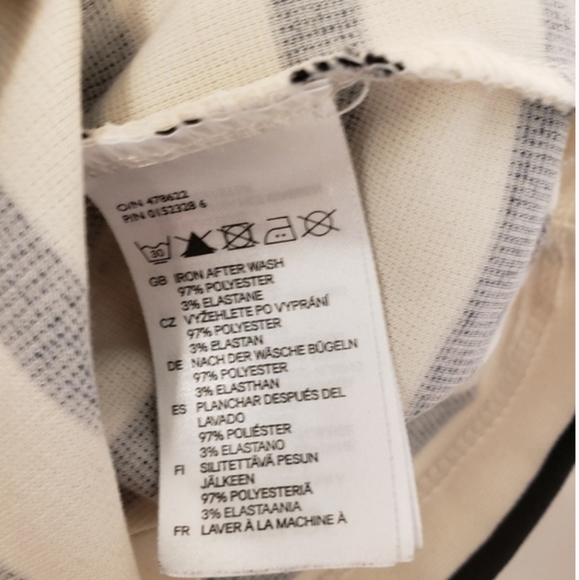 O/N 478622
P/N 0152328 6
30
GB IRON AFTER WASH
97% POLYESTER
3% ELASTANE
CZ VYŽEHLETE PO VYPRÁNÍ
97% POLYESTER
3% ELASTAN
DE NACH DER WÄSCHE BÜGELN
97% POLYESTER
3% ELASTHAN
ES PLANCHAR DESPUÉS DEL
LAVADO
97% POLIÉSTER
3% ELASTANO
FI SILITETTÄVÄ PESUN
JÄLKEEN
97% POLYESTERIÄ
3% ELASTAANIA
FR LAVER À LA MACHINE À